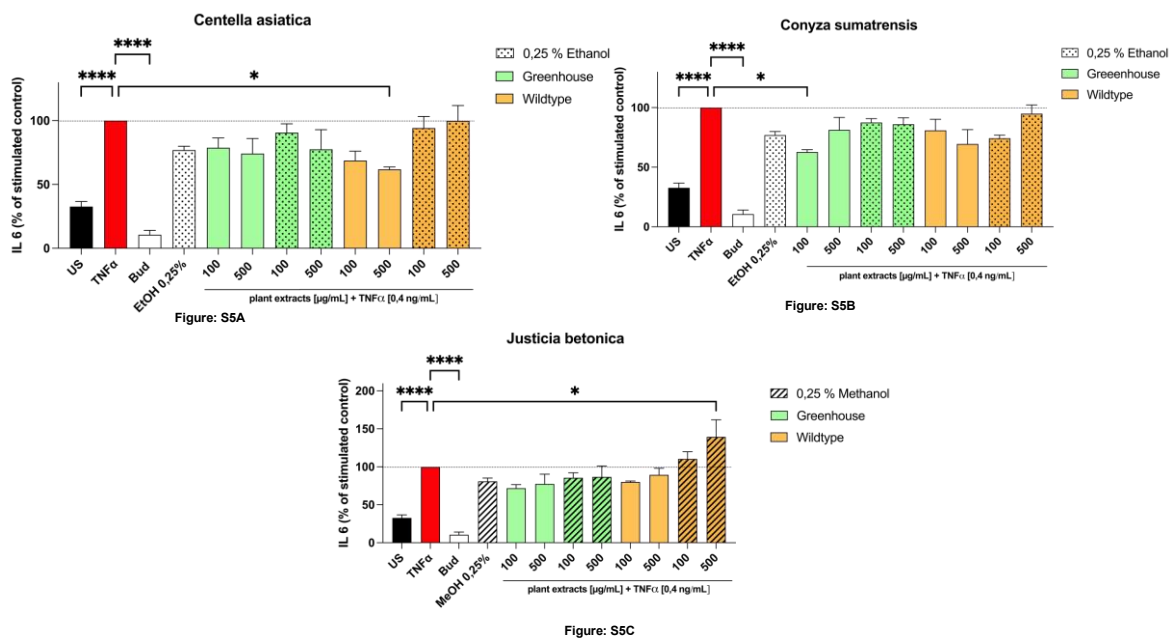 Centella asiatica
****
****
*
0,25 % Ethanol
Greenhouse
Wildtype
IL 6 (% of stimulated control)
100
50
0
US
TNFα
Bud
EtOH 0,25%
100
500
100
500
100
500
100
500
plant extracts [µg/mL] + TNFα [0,4 ng/mL]
Figure: S5A
Conyza sumatrensis
****
****
*
0,25 % Ethanol
Greeenhouse
Wildtype
IL 6 (% of stimulated control)
100
50
0
US
TNFα
Bud
EtOH 0,25%
100
500
100
500
100
500
100
500
plant extracts [µg/mL] + TNFα [0,4 ng/mL]
Figure: S5B
Justicia betonica
****
****
*
0,25 % Methanol
Greenhouse
Wildtype
IL 6 (% of stimulated control)
200
150
100
50
0
US
TNFα
Bud
MeOH 0,25%
100
500
100
500
100
500
100
500
plant extracts [µg/mL] + TNFα [0,4 ng/mL]
Figure: S5C